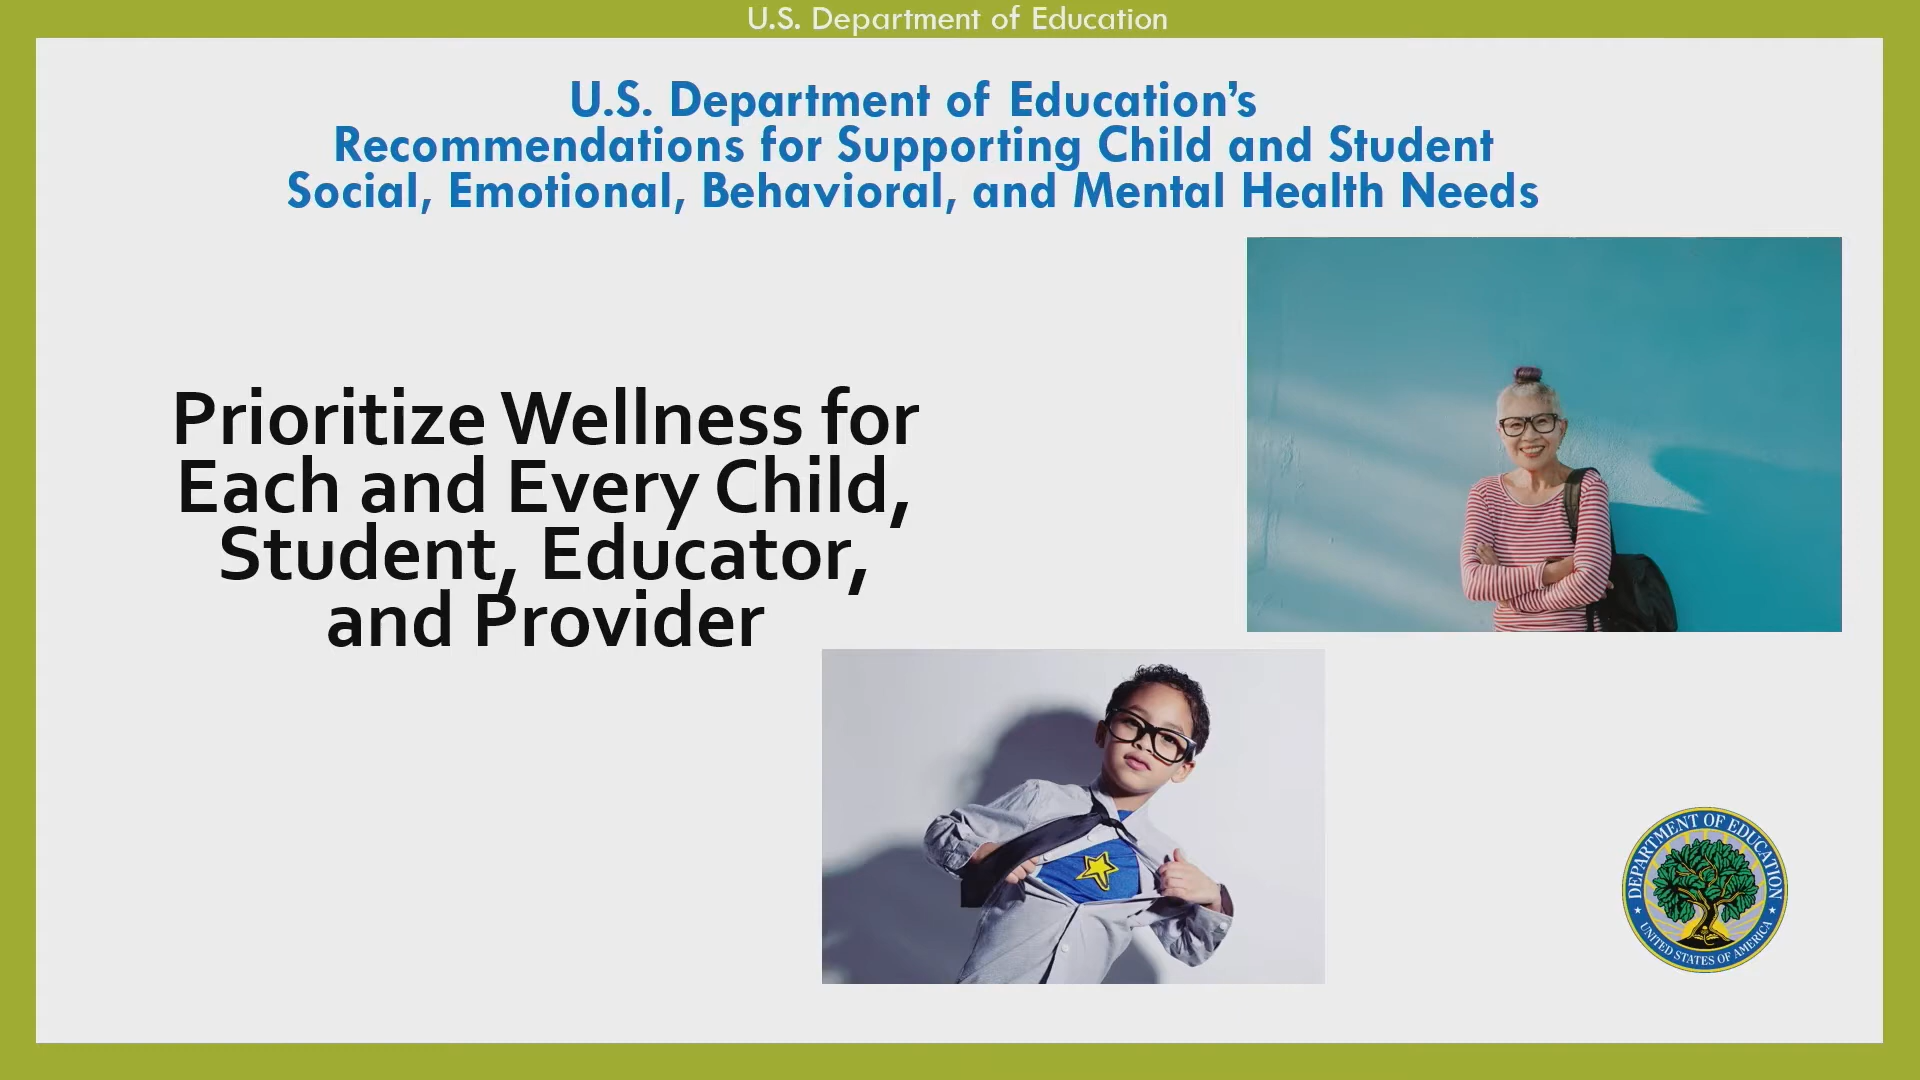 U.S. Department of Education
U.S. Department of Education’s
Recommendations for Supporting Child and Student
Social, Emotional, Behavioral, and Mental Health Needs
Prioritize Wellness for
Each and Every Child,
Student, Educator,
and Provider
DEPARTMENT OF EDUCATION
UNITED STATES OF AMERICA